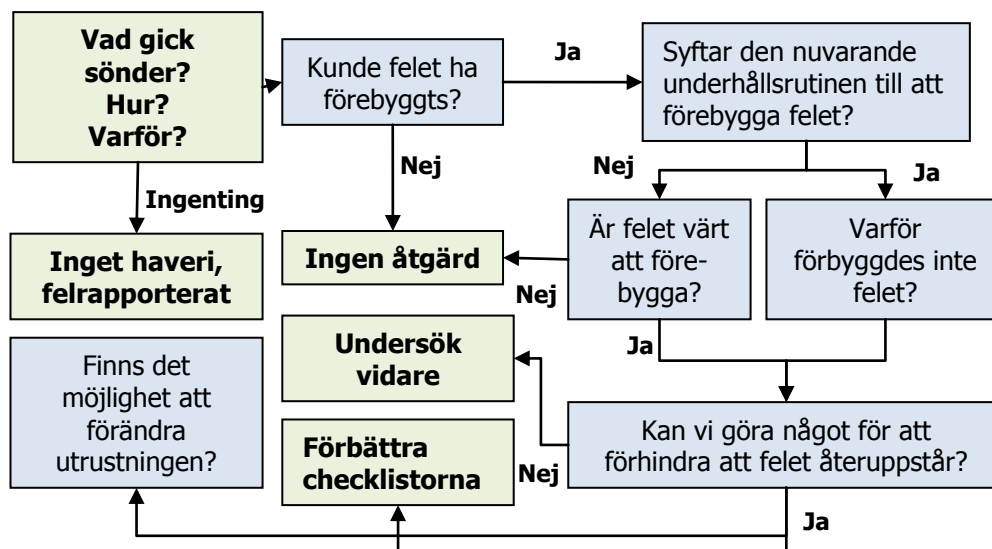 Vad gick
sönder?
Hur?
Varför?
Kunde felet ha
förebyggts?
Ja
Syftar den nuvarande
underhållsrutinen till att
förebygga felet?
Ingenting
Nej
Nej
Ja
Inget haveri,
felrapporterat
Ingen åtgärd
Nej
Är felet värt
att före-
bygga?
Varför
förbyggdes inte
felet?
Ja
Finns det
möjlighet att
förändra
utrustningen?
Undersök
vidare
Förbättra
checklistorna
Nej
Kan vi göra något för att
förhindra att felet återuppstår?
Ja